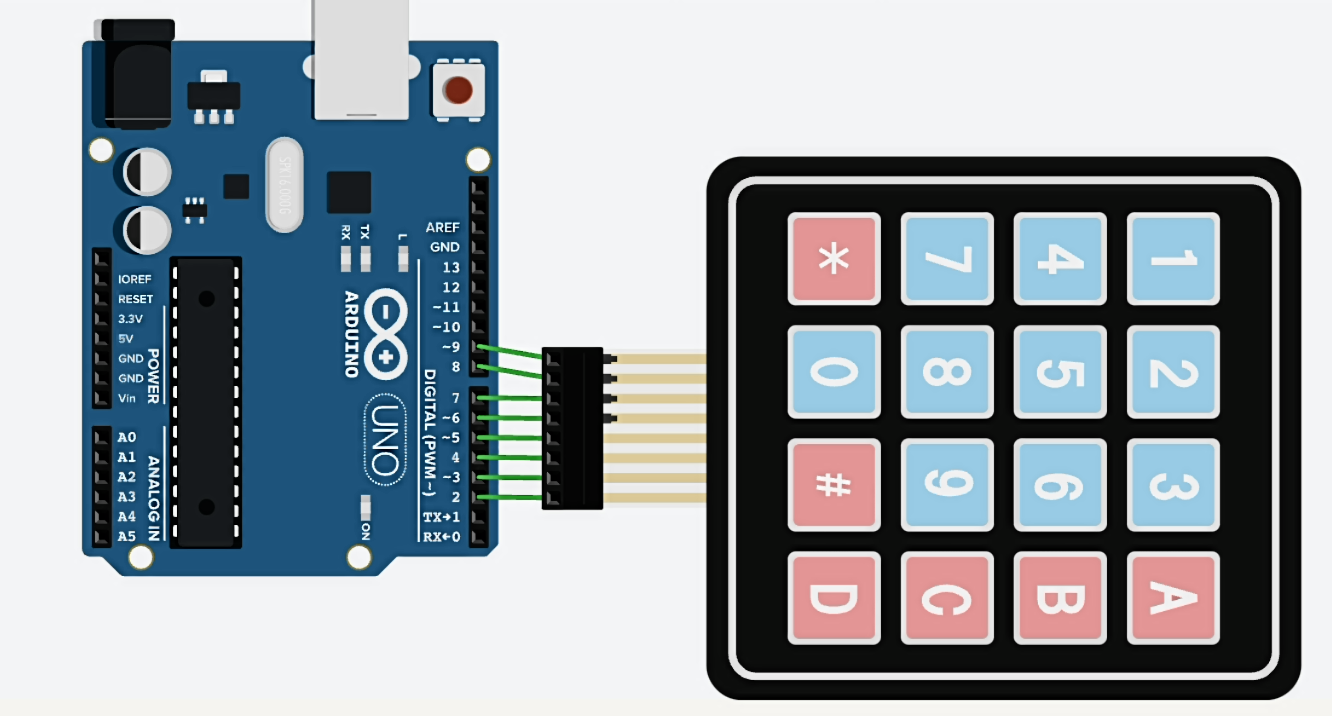 SPK16.000G
RX
TX
L
AREF
GND
13
12
~11
~10
~9
8
7
~6
~5
4
~3
2
TX→1
RX←0
DIGITAL (PWM~)
IOREF
RESET
3.3V
5V
GND
GND
Vin
POWER
A0
A1
A2
A3
A4
A5
ANALOG IN
ARDUINO
UNO
ON
1 2 3 A
4 5 6 B
7 8 9 C
* 0 # D